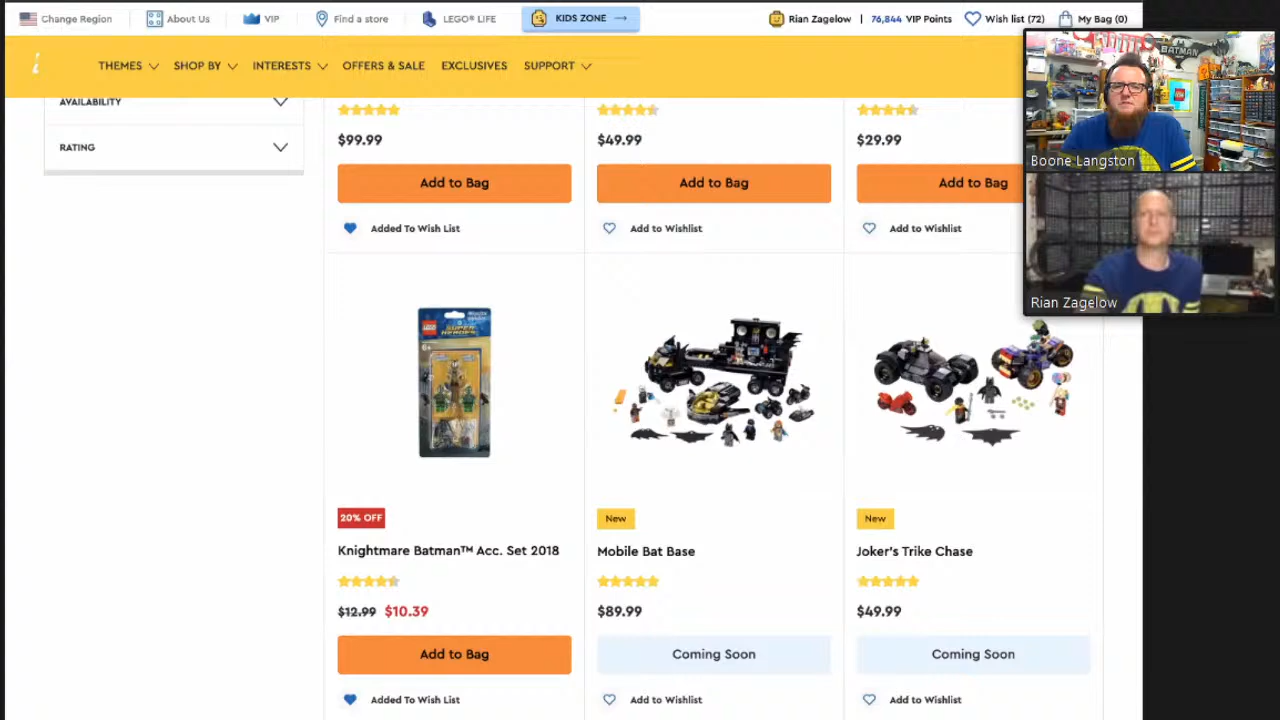 Change Region
About Us
VIP
Find a store
LEGO® LIFE
KIDS ZONE
Rian Zagelow | 76,844 VIP Points
Wish list (72)
My Bag (0)
THEMES
SHOP BY
INTERESTS
OFFERS & SALE
EXCLUSIVES
SUPPORT
BATMAN
Boone Langston
Rian Zagelow
AVAILABILITY
RATING
$99.99
$49.99
$29.99
Add to Bag
Add to Bag
Add to Bag
Added To Wish List
Add to Wishlist
Add to Wishlist
LEGO
SUPER
HEROES
20% OFF
New
New
Knightmare Batman™ Acc. Set 2018
Mobile Bat Base
Joker's Trike Chase
$12.99 $10.39
$89.99
$49.99
Add to Bag
Coming Soon
Coming Soon
Added To Wish List
Add to Wishlist
Add to Wishlist